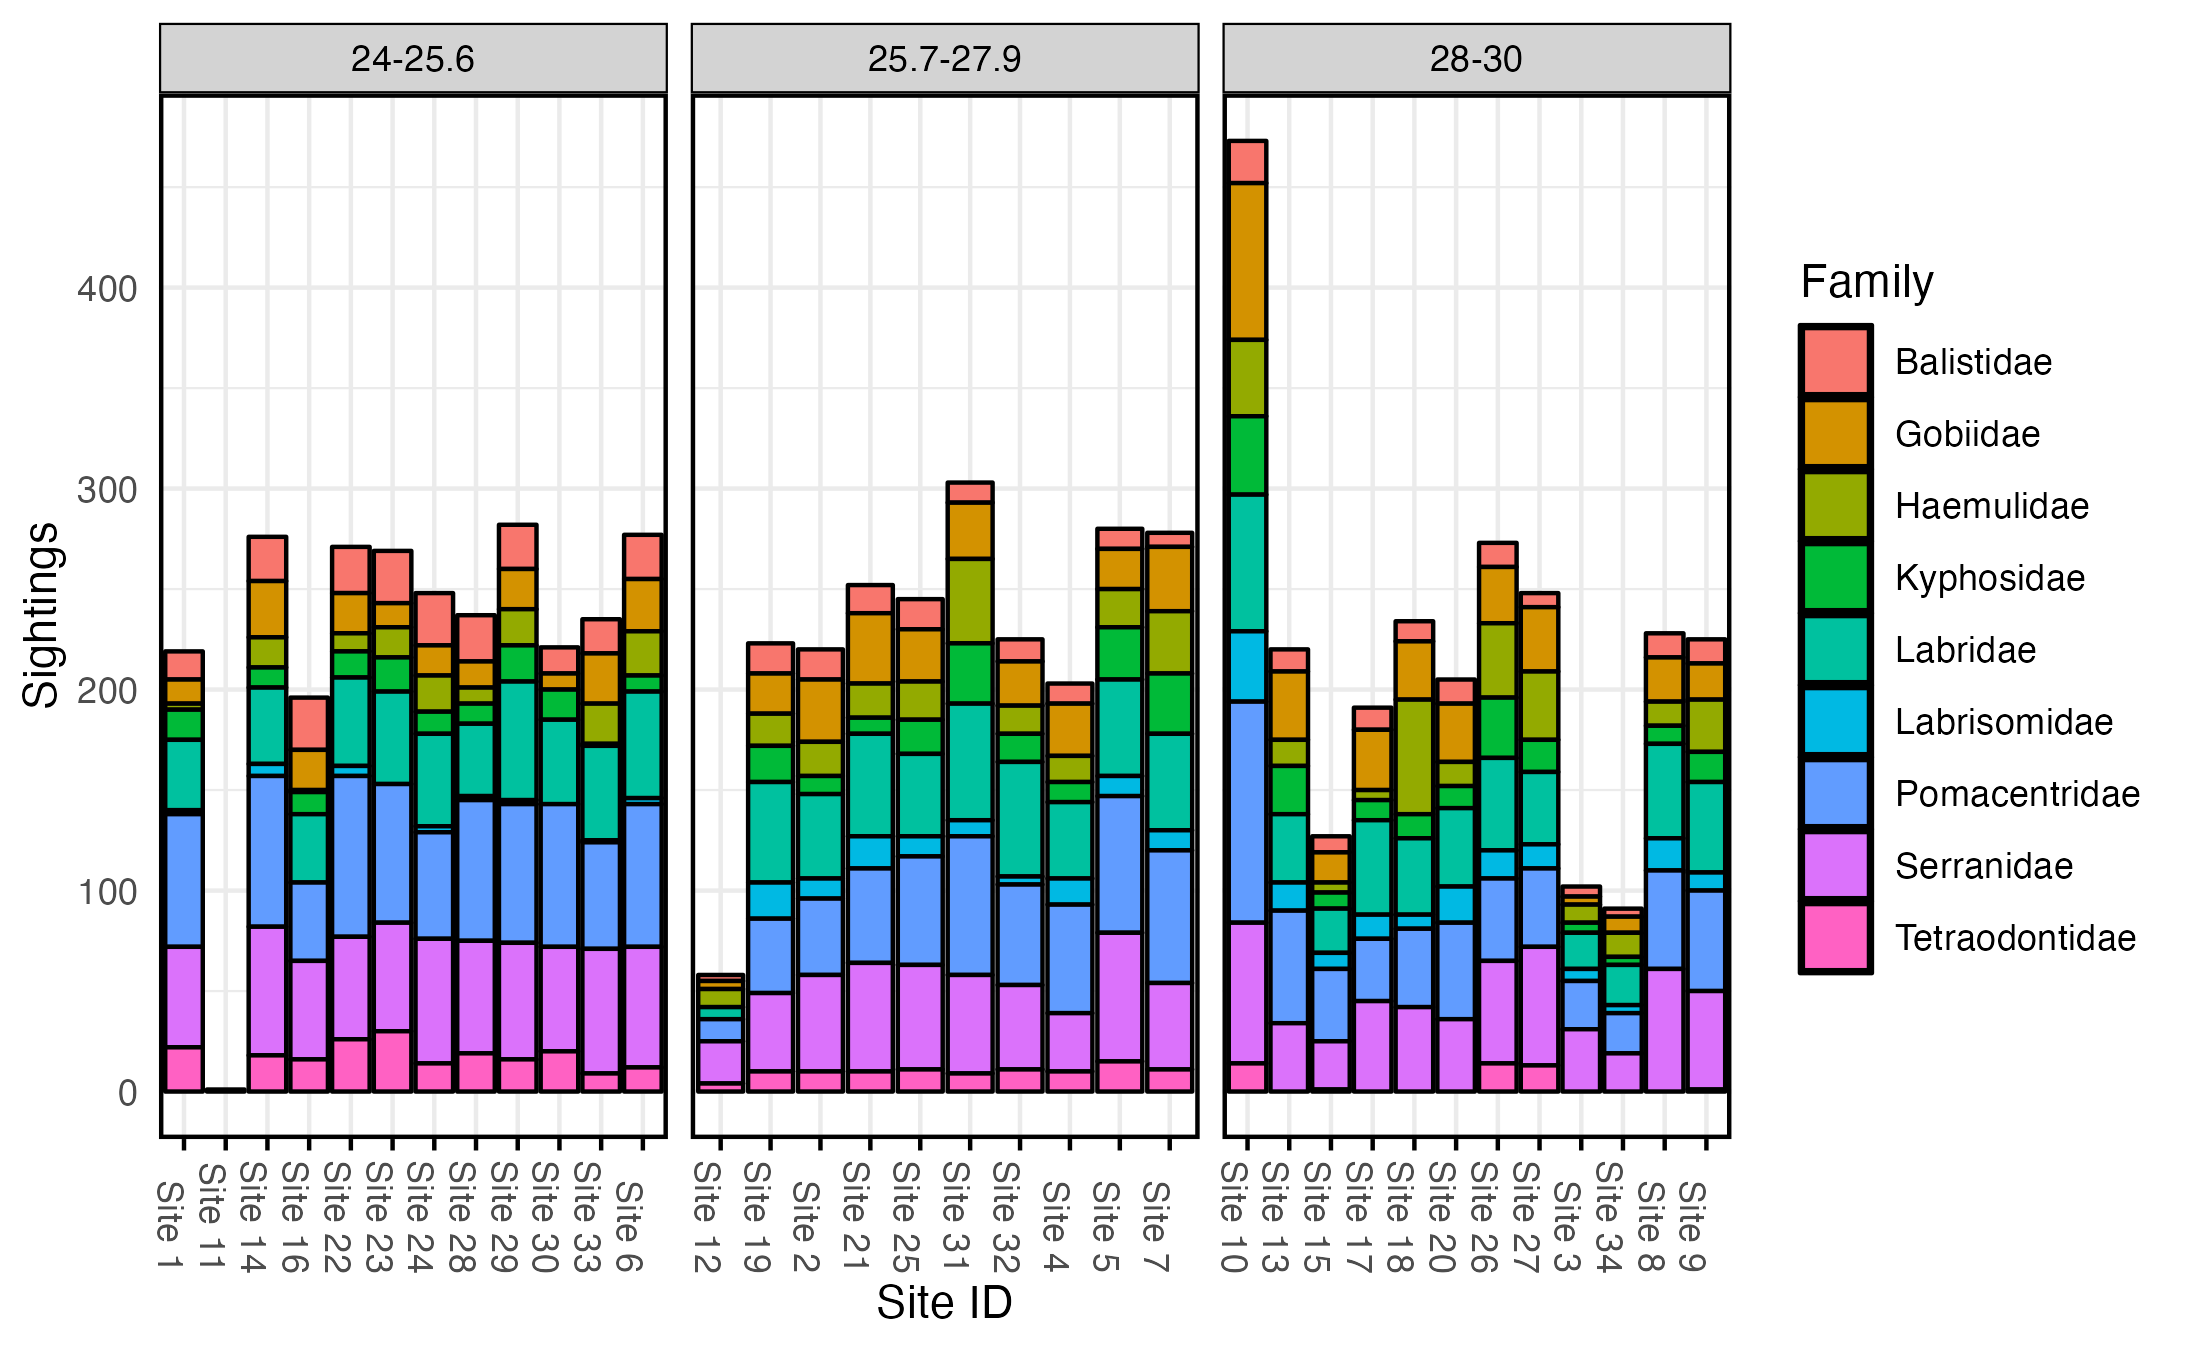 24-25.6
25.7-27.9
28-30
Sightings
400
300
200
100
0
Site 1
Site 11
Site 14
Site 16
Site 22
Site 23
Site 24
Site 28
Site 29
Site 30
Site 33
Site 6
Site 12
Site 19
Site 2
Site 21
Site 25
Site 31
Site 32
Site 4
Site 5
Site 7
Site 10
Site 13
Site 15
Site 17
Site 18
Site 20
Site 26
Site 27
Site 3
Site 34
Site 8
Site 9
Site ID
Family
Balistidae
Gobiidae
Haemulidae
Kyphosidae
Labridae
Labrisomidae
Pomacentridae
Serranidae
Tetraodontidae